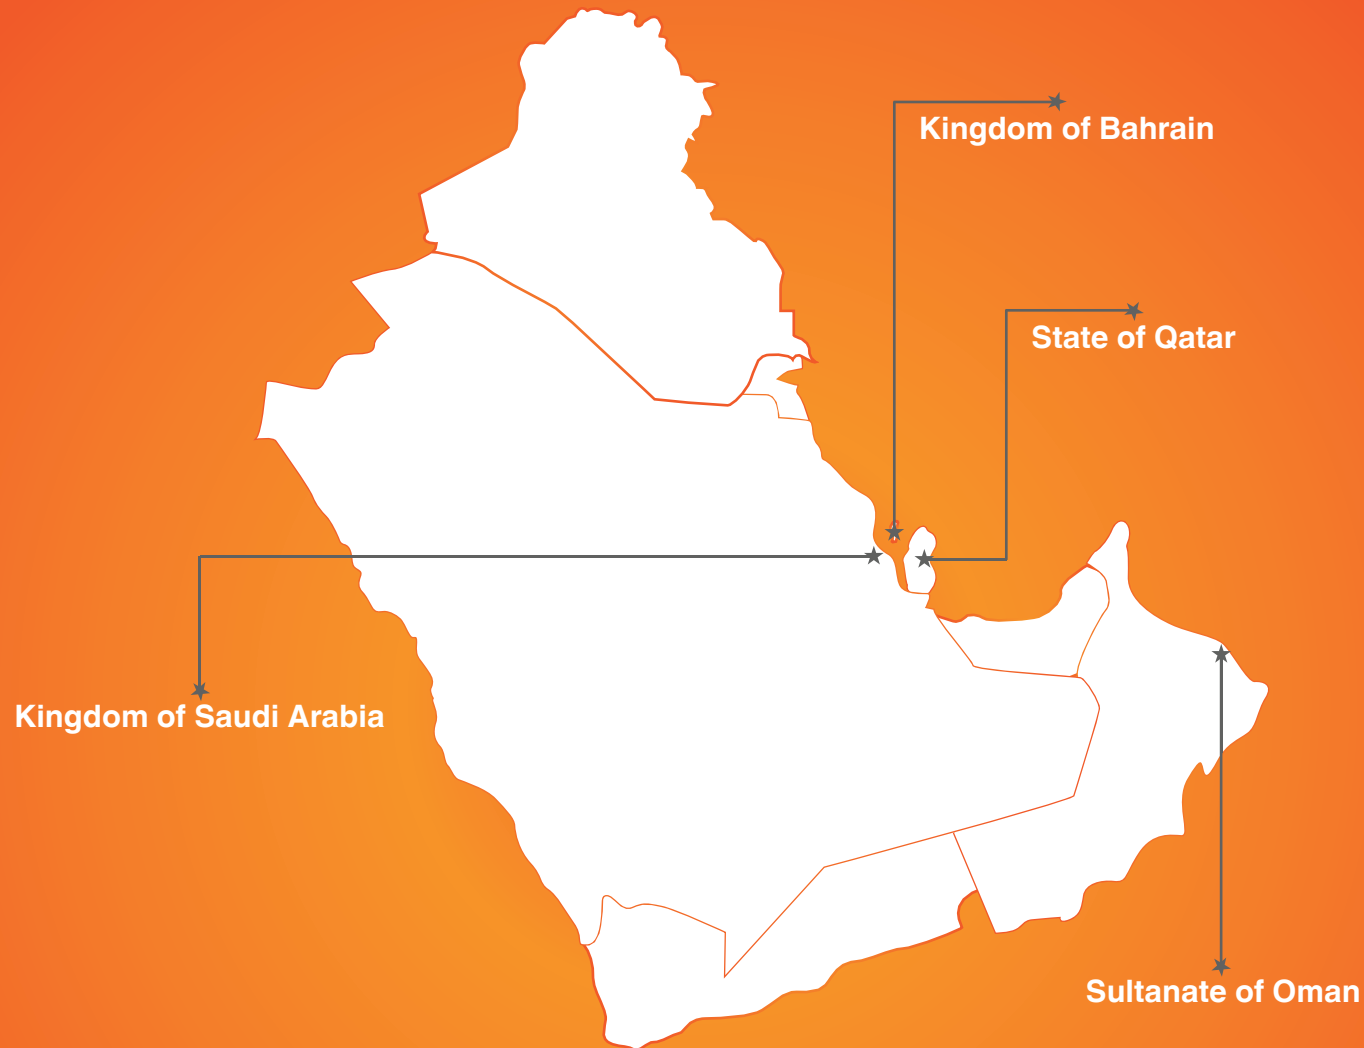 Kingdom of Bahrain
State of Qatar
Kingdom of Saudi Arabia
Sultanate of Oman